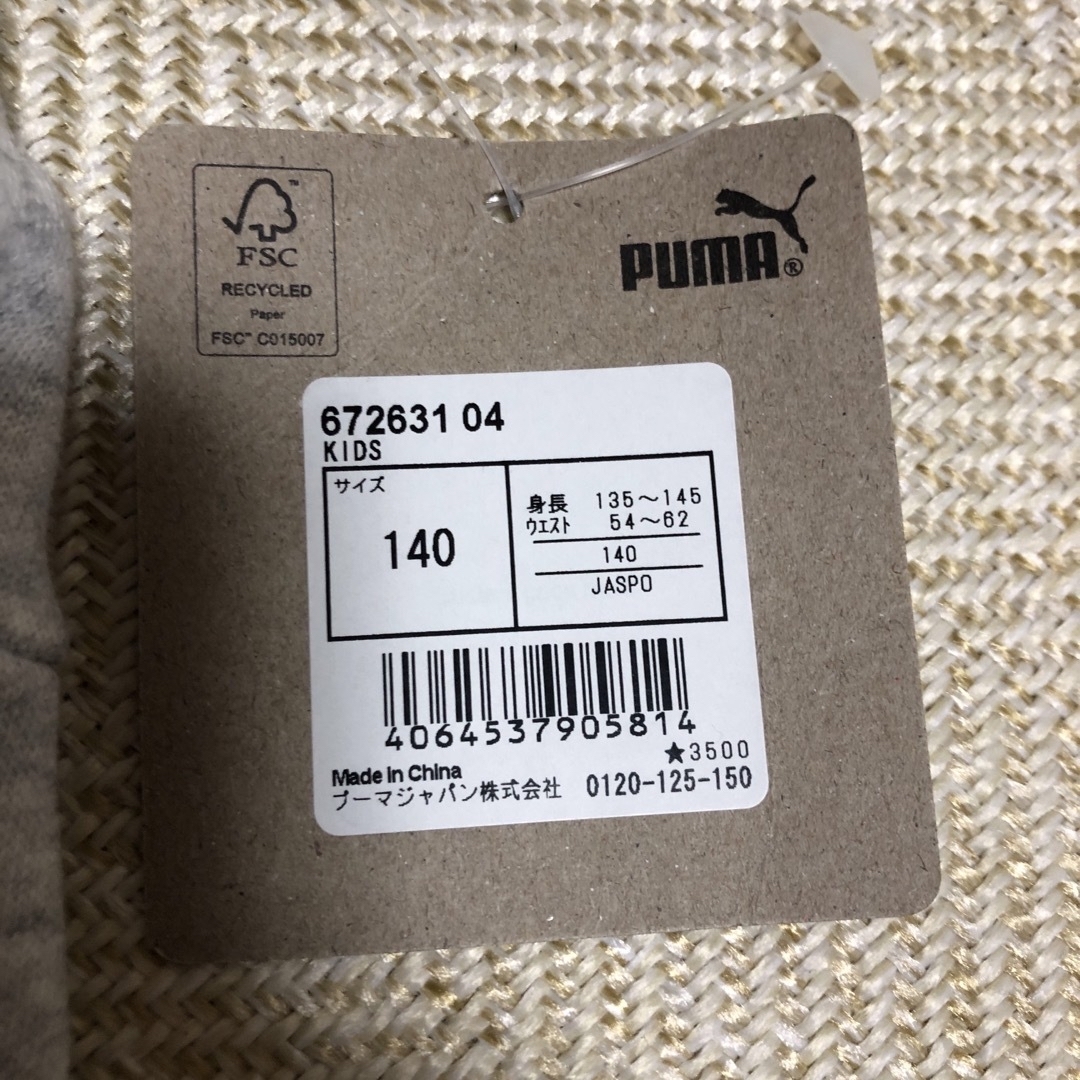 FSC™
RECYCLED
Paper
FSC™ C015007
PUMA®
672631 04
KIDS
サイズ
140
身長 135～145
ウエスト 54～62
140
JASPO
4064537905814
★3500
Made in China
プーマジャパン株式会社 0120-125-150